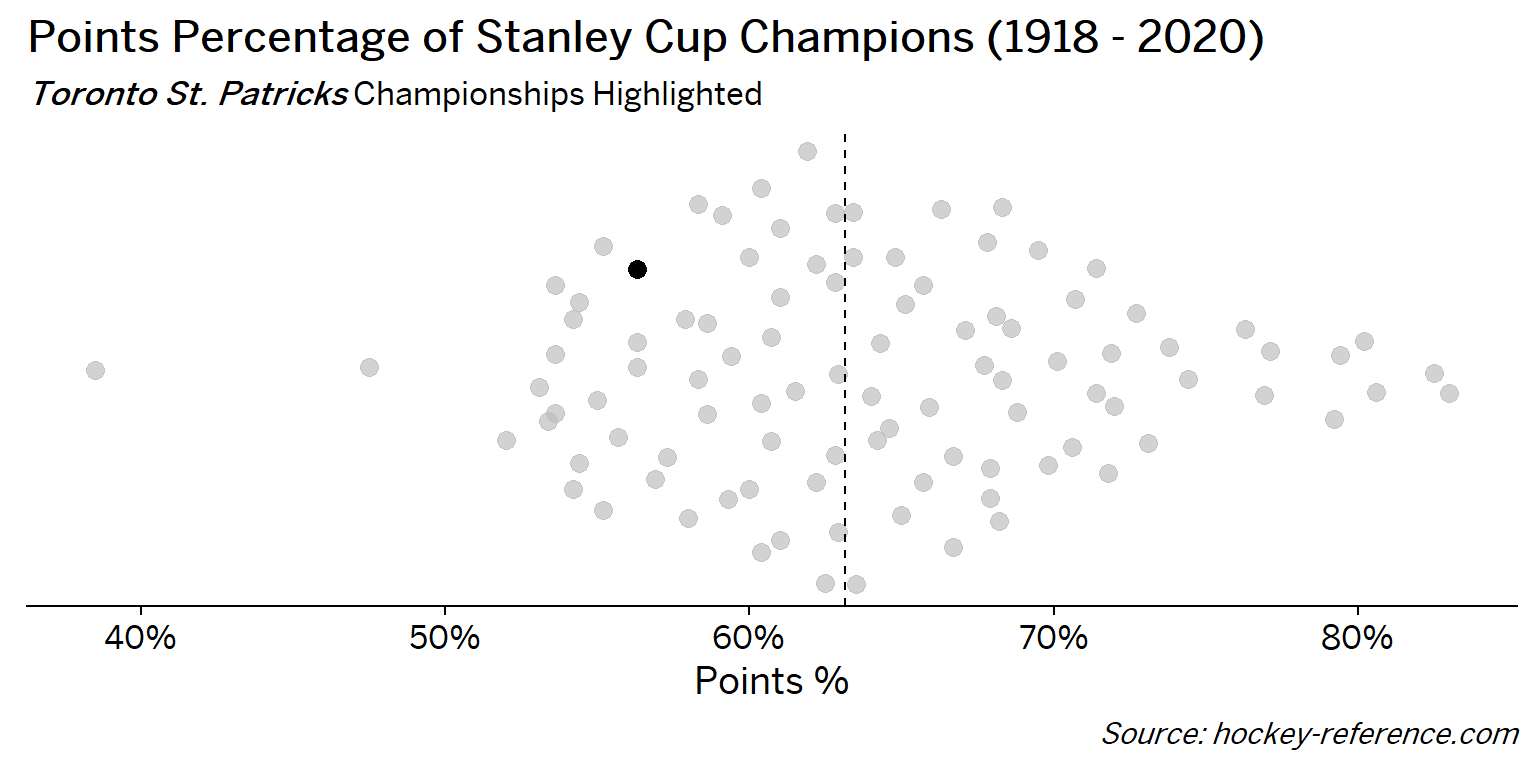 Points Percentage of Stanley Cup Champions (1918 - 2020)
Toronto St. Patricks Championships Highlighted
40% 50% 60% 70% 80%
Points %
Source: hockey-reference.com